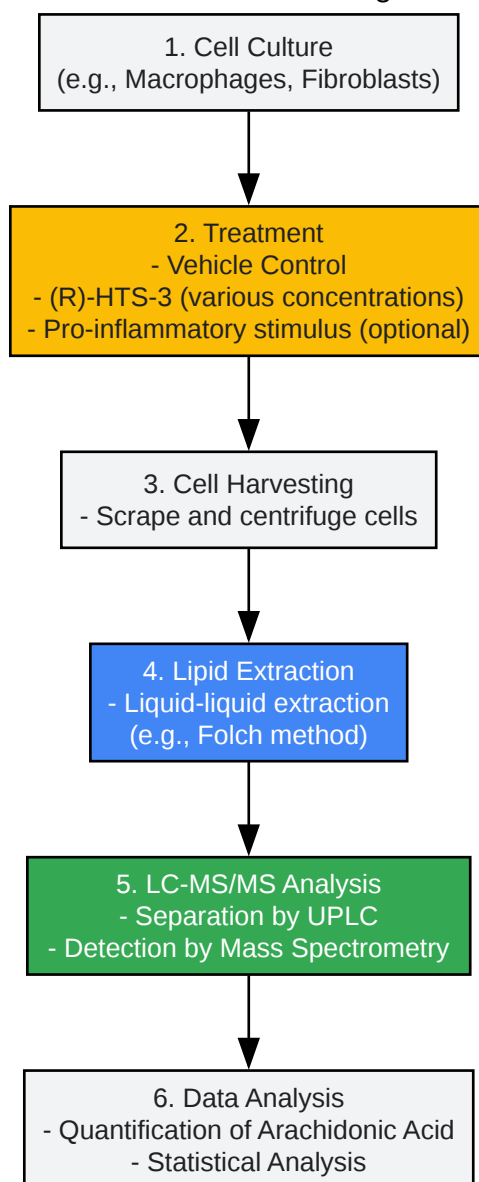 1. Cell Culture
(e.g., Macrophages, Fibroblasts)
2. Treatment
- Vehicle Control
- (R)-HTS-3 (various concentrations)
- Pro-inflammatory stimulus (optional)
3. Cell Harvesting
- Scrape and centrifuge cells
4. Lipid Extraction
- Liquid-liquid extraction
(e.g., Folch method)
5. LC-MS/MS Analysis
- Separation by UPLC
- Detection by Mass Spectrometry
6. Data Analysis
- Quantification of Arachidonic Acid
- Statistical Analysis